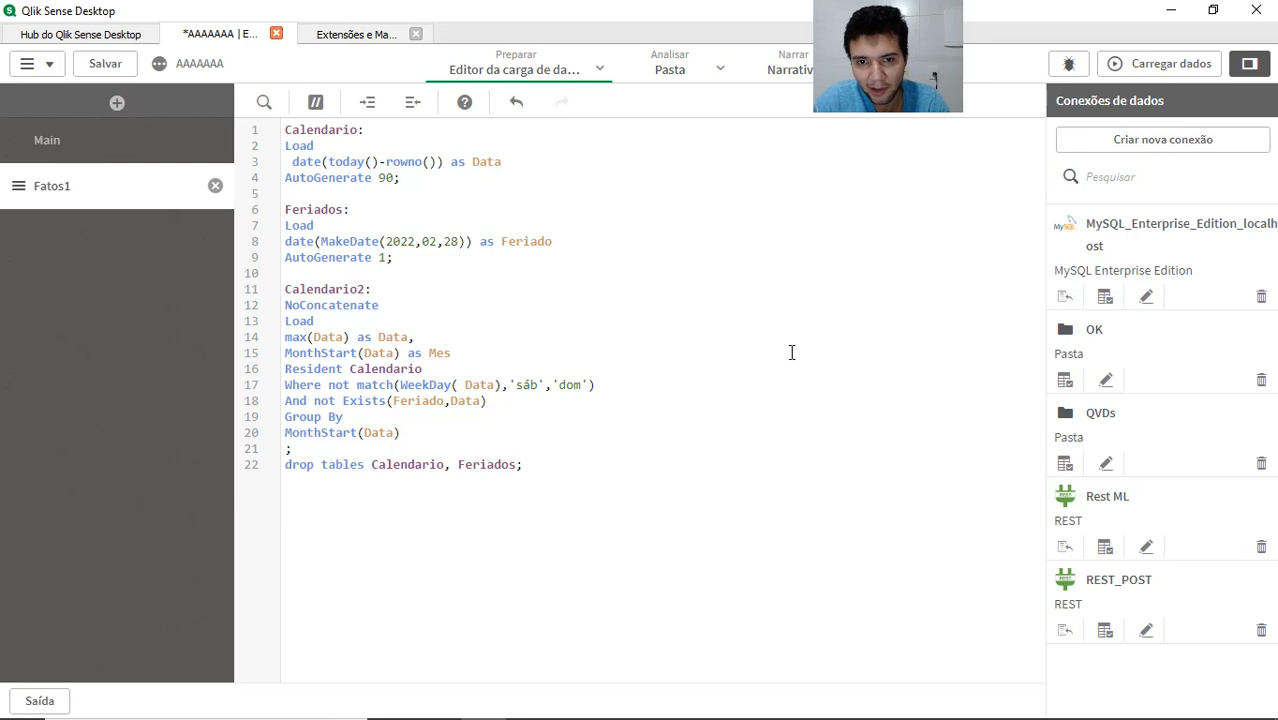 Qlik Sense Desktop
Hub do Qlik Sense Desktop
*AAAAAAA | E...
Extensões e Ma...
Salvar
AAAAAAA
Preparar
Editor da carga de da...
Analisar
Pasta
Narrar
Narrativ
Carregar dados
Main
Fatos1
1 Calendario:
2 Load
3 date(today()-rowno()) as Data
4 AutoGenerate 90;
5
6 Feriados:
7 Load
8 date(MakeDate(2022,02,28)) as Feriado
9 AutoGenerate 1;
10
11 Calendario2:
12 NoConcatenate
13 Load
14 max(Data) as Data,
15 MonthStart(Data) as Mes
16 Resident Calendario
17 Where not match(WeekDay( Data),'sáb','dom')
18 And not Exists(Feriado,Data)
19 Group By
20 MonthStart(Data)
21 ;
22 drop tables Calendario, Feriados;
Conexões de dados
Criar nova conexão
Pesquisar
MySQL_Enterprise_Edition_localh
ost
MySQL Enterprise Edition
OK
Pasta
QVDs
Pasta
Rest ML
REST
REST_POST
REST
Saída